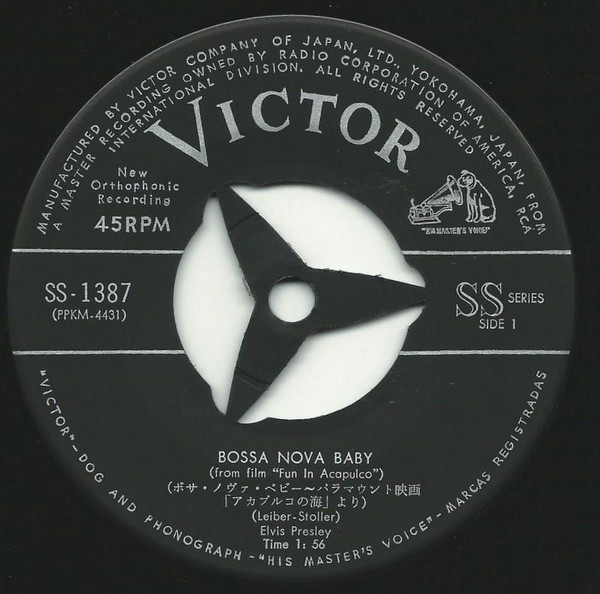 MANUFACTURED BY VICTOR COMPANY OF JAPAN, LTD., YOKOHAMA, JAPAN, FROM
A MASTER RECORDING OWNED BY RADIO CORPORATION OF AMERICA, RCA
INTERNATIONAL DIVISION. ALL RIGHTS RESERVED
VICTOR
New
Orthophonic
Recording
45RPM
"HIS MASTER'S VOICE"
SS-1387
(PPKM-4431)
SS SERIES
SIDE 1
BOSSA NOVA BABY
(from film "Fun In Acapulco")
(ボサ・ノヴァ・ベビー〜パラマウント映画
「アカプルコの海」より)
(Leiber-Stoller)
Elvis Presley
Time 1: 56
"VICTOR"-DOG AND PHONOGRAPH-"HIS MASTER'S VOICE"-MARCAS REGISTRADAS